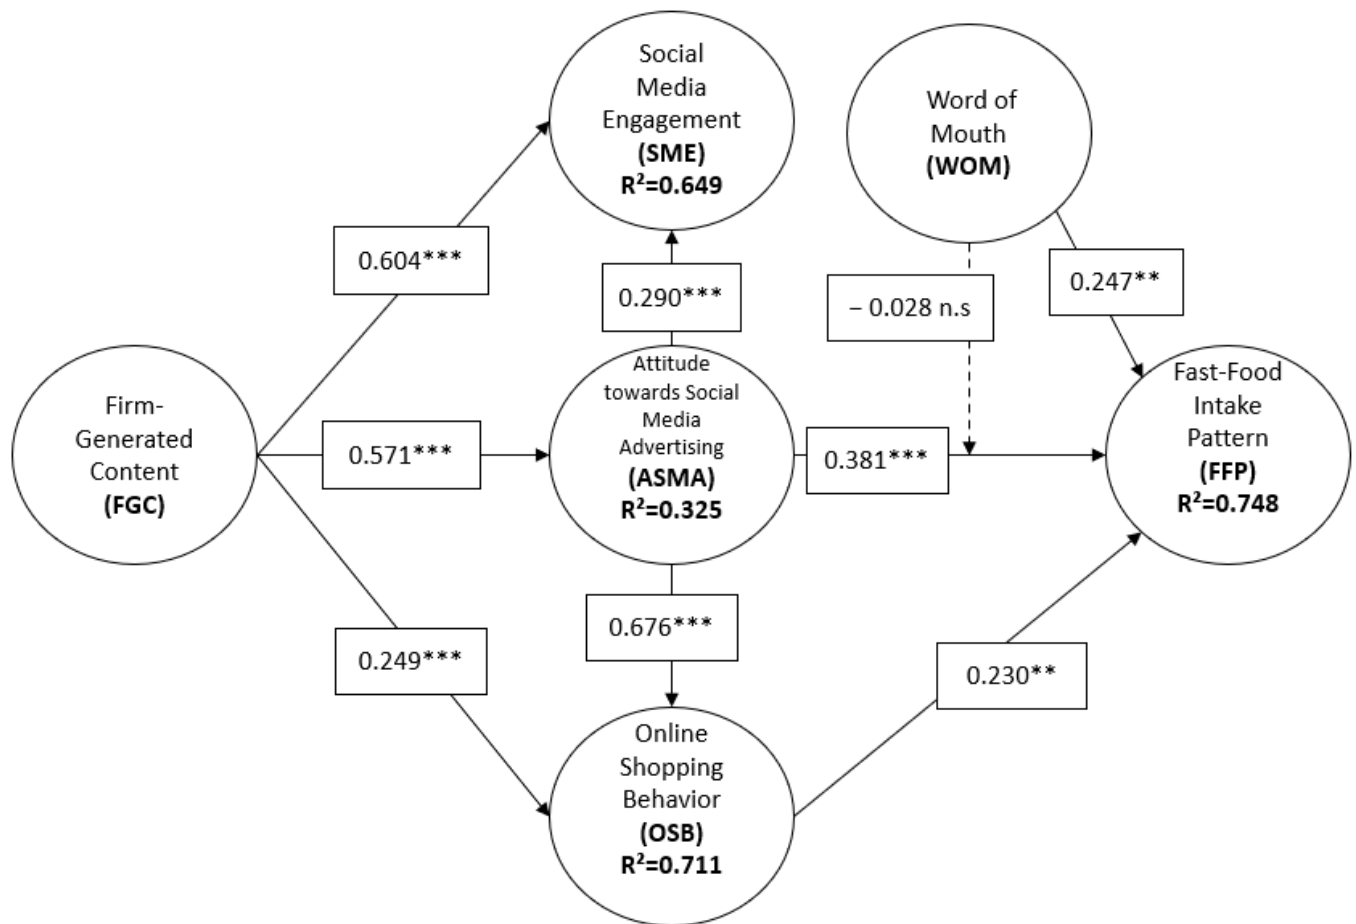 Social
Media
Engagement
(SME)
R²=0.649
Word of
Mouth
(WOM)
0.604***
0.290***
− 0.028 n.s
0.247**
Firm-
Generated
Content
(FGC)
0.571***
Attitude
towards Social
Media
Advertising
(ASMA)
R²=0.325
0.381***
Fast-Food
Intake
Pattern
(FFP)
R²=0.748
0.249***
0.676***
0.230**
Online
Shopping
Behavior
(OSB)
R²=0.711